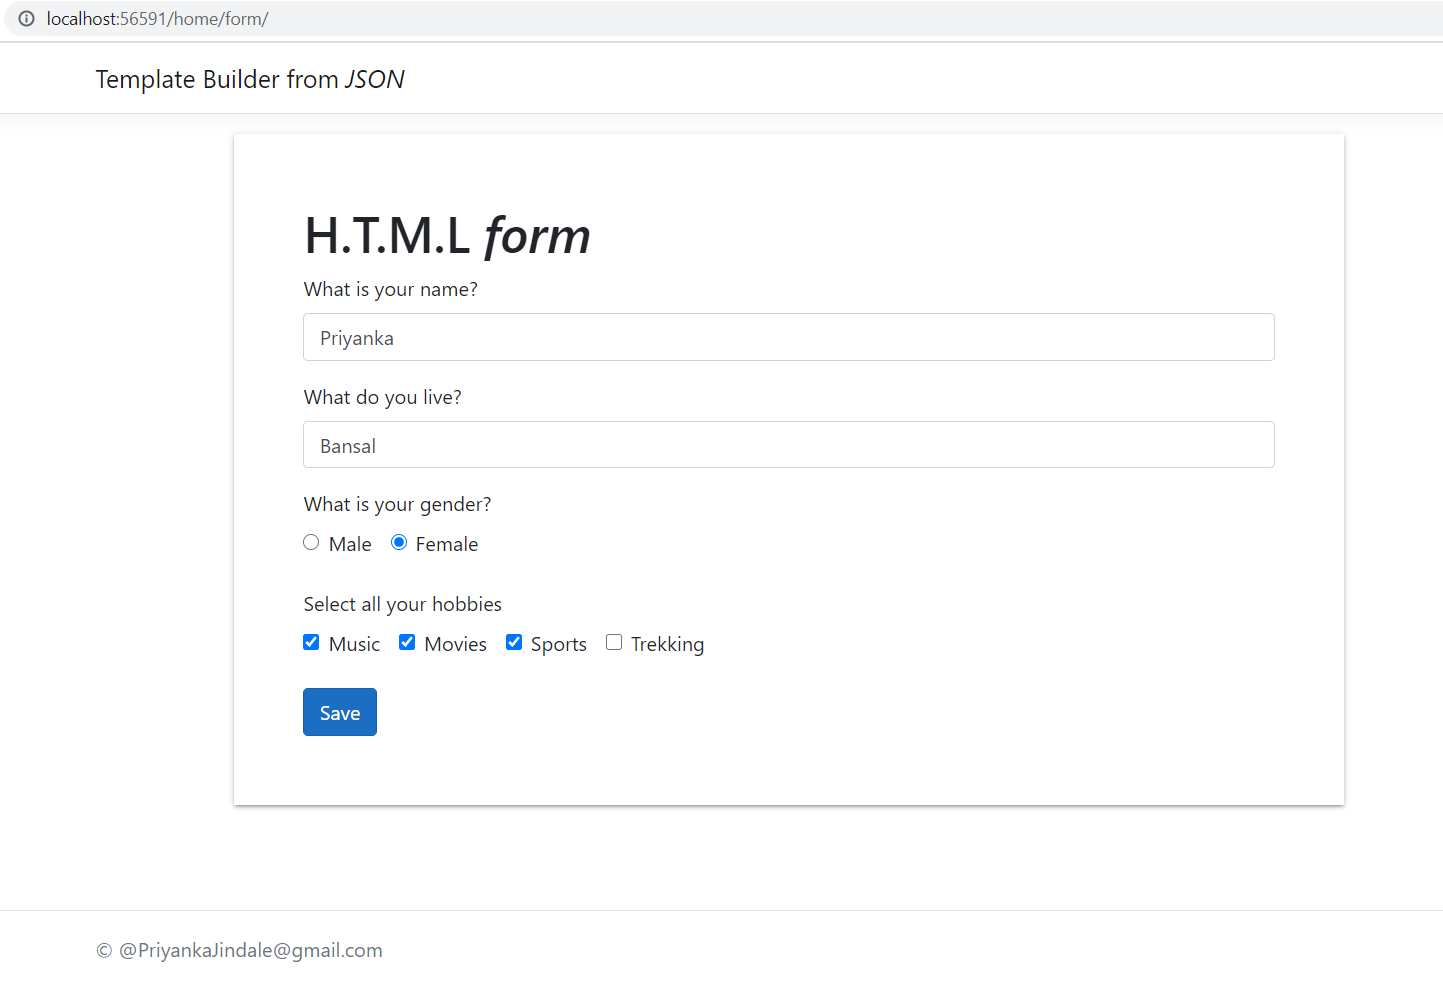 localhost:56591/home/form/
Template Builder from JSON
H.T.M.L form
What is your name?
Priyanka
What do you live?
Bansal
What is your gender?
Male Female
Select all your hobbies
Music Movies Sports Trekking
Save
© @PriyankaJindale@gmail.com